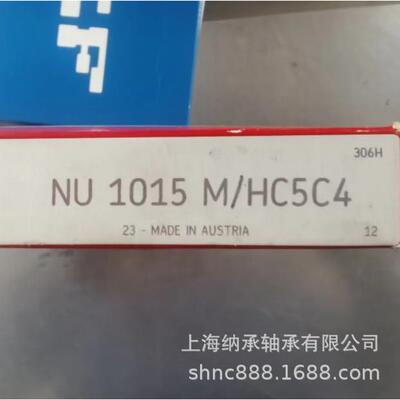 SKF
306H
NU 1015 M/HC5C4
23 - MADE IN AUSTRIA
12
上海纳承轴承有限公司
shnc888.1688.com